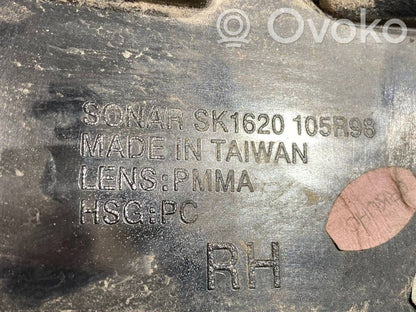 OVOKO
SONAR SK1620 105R98
MADE IN TAIWAN
LENS:PMMA
HSG:PC
RH